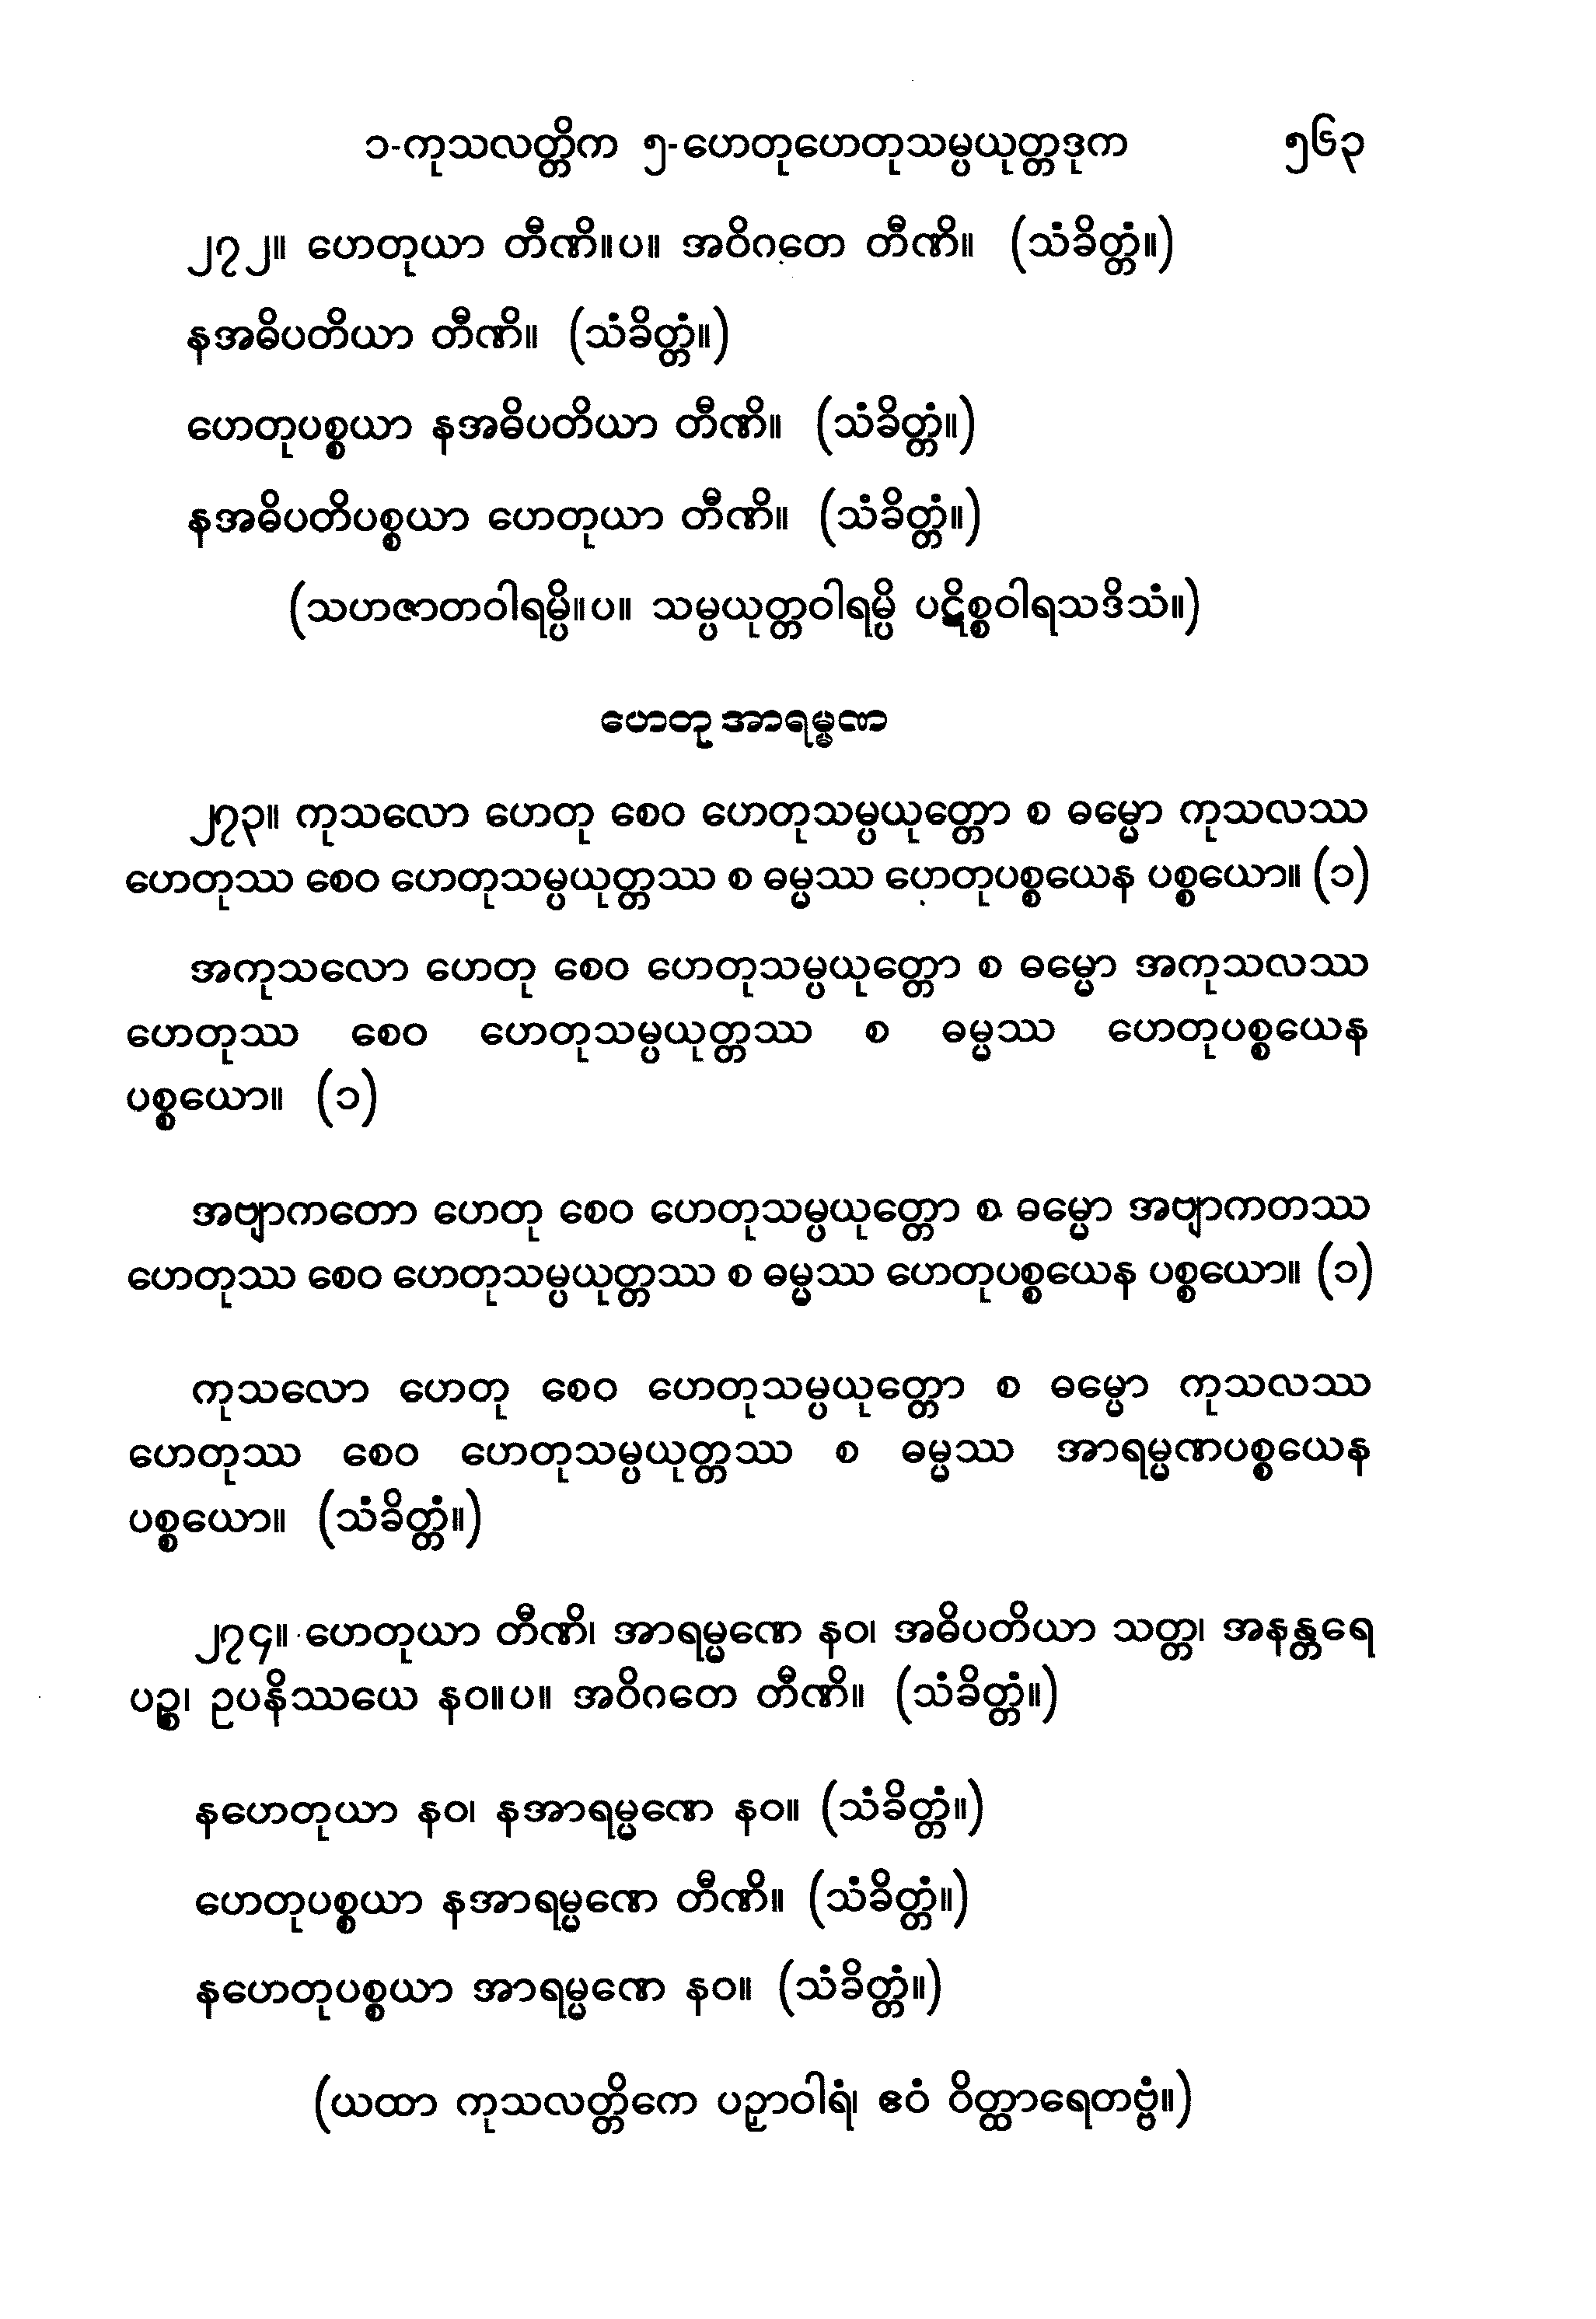 ၁-ကုသလတ္တိက ၅-ဟေတုဟေတုသမ္ပယုတ္တဒုက ၅၆၃
၂၇၂။ ဟေတုယာ တီဏိ။ပ။ အဝိဂတေ တီဏိ။ (သံခိတ္တံ။)
နအဓိပတိယာ တီဏိ။ (သံခိတ္တံ။)
ဟေတုပစ္စယာ နအဓိပတိယာ တီဏိ။ (သံခိတ္တံ။)
နအဓိပတိပစ္စယာ ဟေတုယာ တီဏိ။ (သံခိတ္တံ။)
(သဟဇာတဝါရမ္ပိ။ပ။ သမ္ပယုတ္တဝါရမ္ပိ ပဋိစ္စဝါရသဒိသံ။)
ဟေတု အာရမ္မဏ
၂၇၃။ ကုသလော ဟေတု စေဝ ဟေတုသမ္ပယုတ္တော စ ဓမ္မော ကုသလဿ
ဟေတုဿ စေဝ ဟေတုသမ္ပယုတ္တဿ စ ဓမ္မဿ ဟေတုပစ္စယေန ပစ္စယော။ (၁)
အကုသလော ဟေတု စေဝ ဟေတုသမ္ပယုတ္တော စ ဓမ္မော အကုသလဿ
ဟေတုဿ စေဝ ဟေတုသမ္ပယုတ္တဿ စ ဓမ္မဿ ဟေတုပစ္စယေန
ပစ္စယော။ (၁)
အဗျာကတော ဟေတု စေဝ ဟေတုသမ္ပယုတ္တော စ ဓမ္မော အဗျာကတဿ
ဟေတုဿ စေဝ ဟေတုသမ္ပယုတ္တဿ စ ဓမ္မဿ ဟေတုပစ္စယေန ပစ္စယော။ (၁)
ကုသလော ဟေတု စေဝ ဟေတုသမ္ပယုတ္တော စ ဓမ္မော ကုသလဿ
ဟေတုဿ စေဝ ဟေတုသမ္ပယုတ္တဿ စ ဓမ္မဿ အာရမ္မဏပစ္စယေန
ပစ္စယော။ (သံခိတ္တံ။)
၂၇၄။ ဟေတုယာ တီဏိ၊ အာရမ္မဏေ နဝ၊ အဓိပတိယာ သတ္တ၊ အနန္တရေ
ပဉ္စ၊ ဥပနိဿယေ နဝ။ပ။ အဝိဂတေ တီဏိ။ (သံခိတ္တံ။)
နဟေတုယာ နဝ၊ နအာရမ္မဏေ နဝ။ (သံခိတ္တံ။)
ဟေတုပစ္စယာ နအာရမ္မဏေ တီဏိ။ (သံခိတ္တံ။)
နဟေတုပစ္စယာ အာရမ္မဏေ နဝ။ (သံခိတ္တံ။)
(ယထာ ကုသလတ္တိကေ ပဉှာဝါရံ၊ ဧဝံ ဝိတ္ထာရေတဗ္ဗံ။)